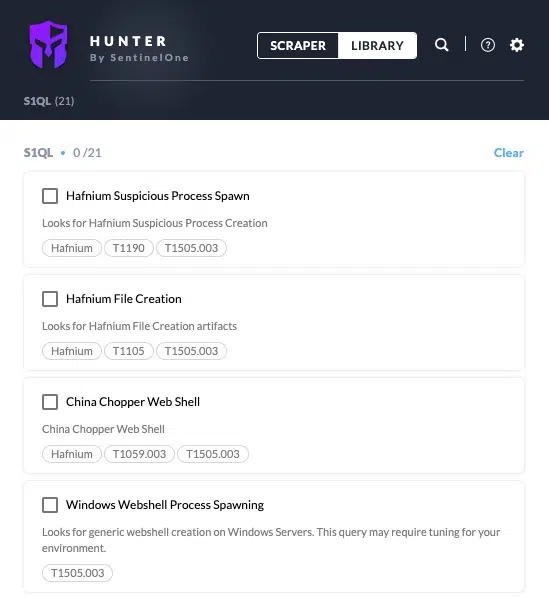 HUNTER
By SentinelOne
SCRAPER
LIBRARY
S1QL (21)
S1QL • 0 /21
Clear
Hafnium Suspicious Process Spawn
Looks for Hafnium Suspicious Process Creation
Hafnium T1190 T1505.003
Hafnium File Creation
Looks for Hafnium File Creation artifacts
Hafnium T1105 T1505.003
China Chopper Web Shell
China Chopper Web Shell
Hafnium T1059.003 T1505.003
Windows Webshell Process Spawning
Looks for generic webshell creation on Windows Servers. This query may require tuning for your
environment.
T1505.003